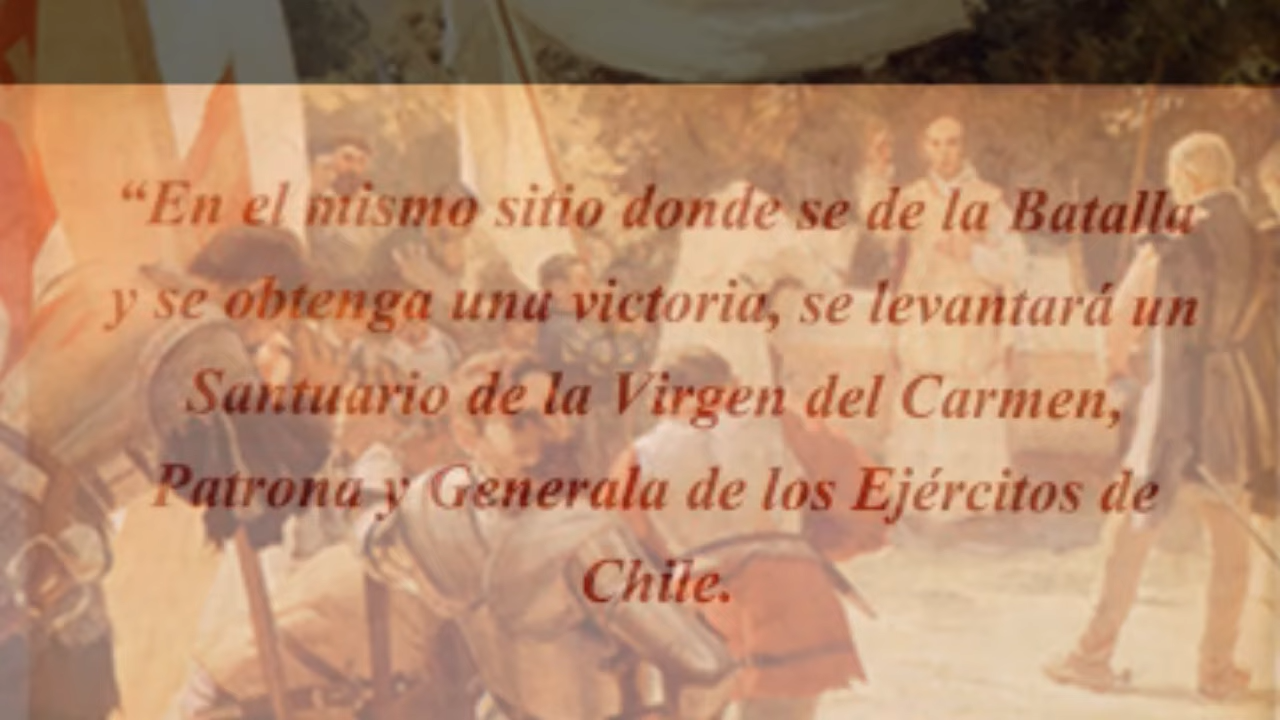 “En el mismo sitio donde se de la Batalla
y se obtenga una victoria, se levantará un
Santuario de la Virgen del Carmen,
Patrona y Generala de los Ejércitos de
Chile.